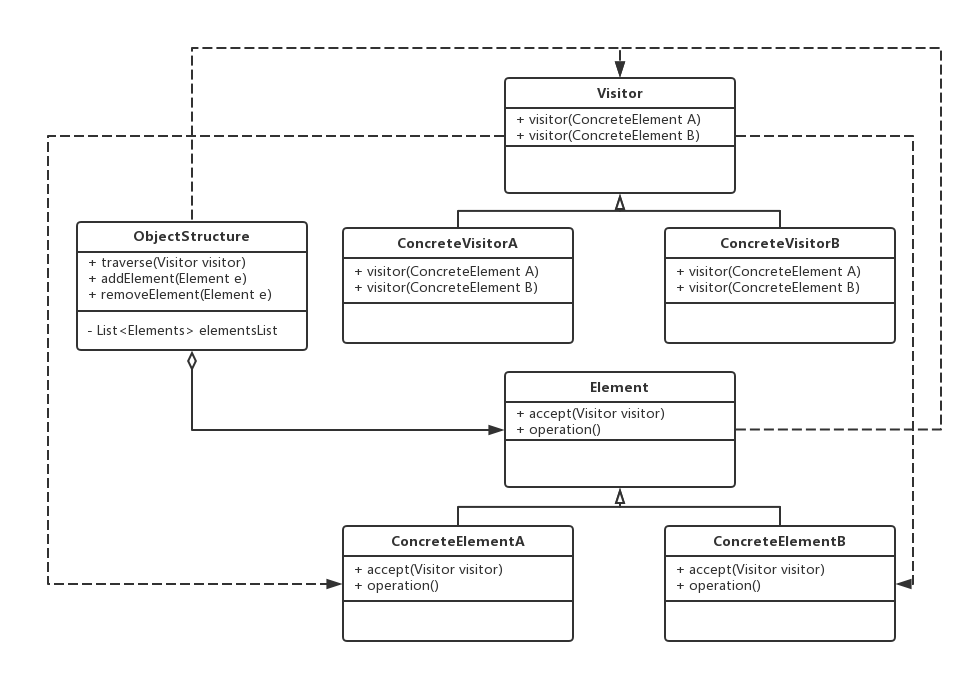 Visitor
+ visitor(ConcreteElement A)
+ visitor(ConcreteElement B)
ObjectStructure
+ traverse(Visitor visitor)
+ addElement(Element e)
+ removeElement(Element e)
- List<Elements> elementsList
ConcreteVisitorA
+ visitor(ConcreteElement A)
+ visitor(ConcreteElement B)
ConcreteVisitorB
+ visitor(ConcreteElement A)
+ visitor(ConcreteElement B)
Element
+ accept(Visitor visitor)
+ operation()
ConcreteElementA
+ accept(Visitor visitor)
+ operation()
ConcreteElementB
+ accept(Visitor visitor)
+ operation()